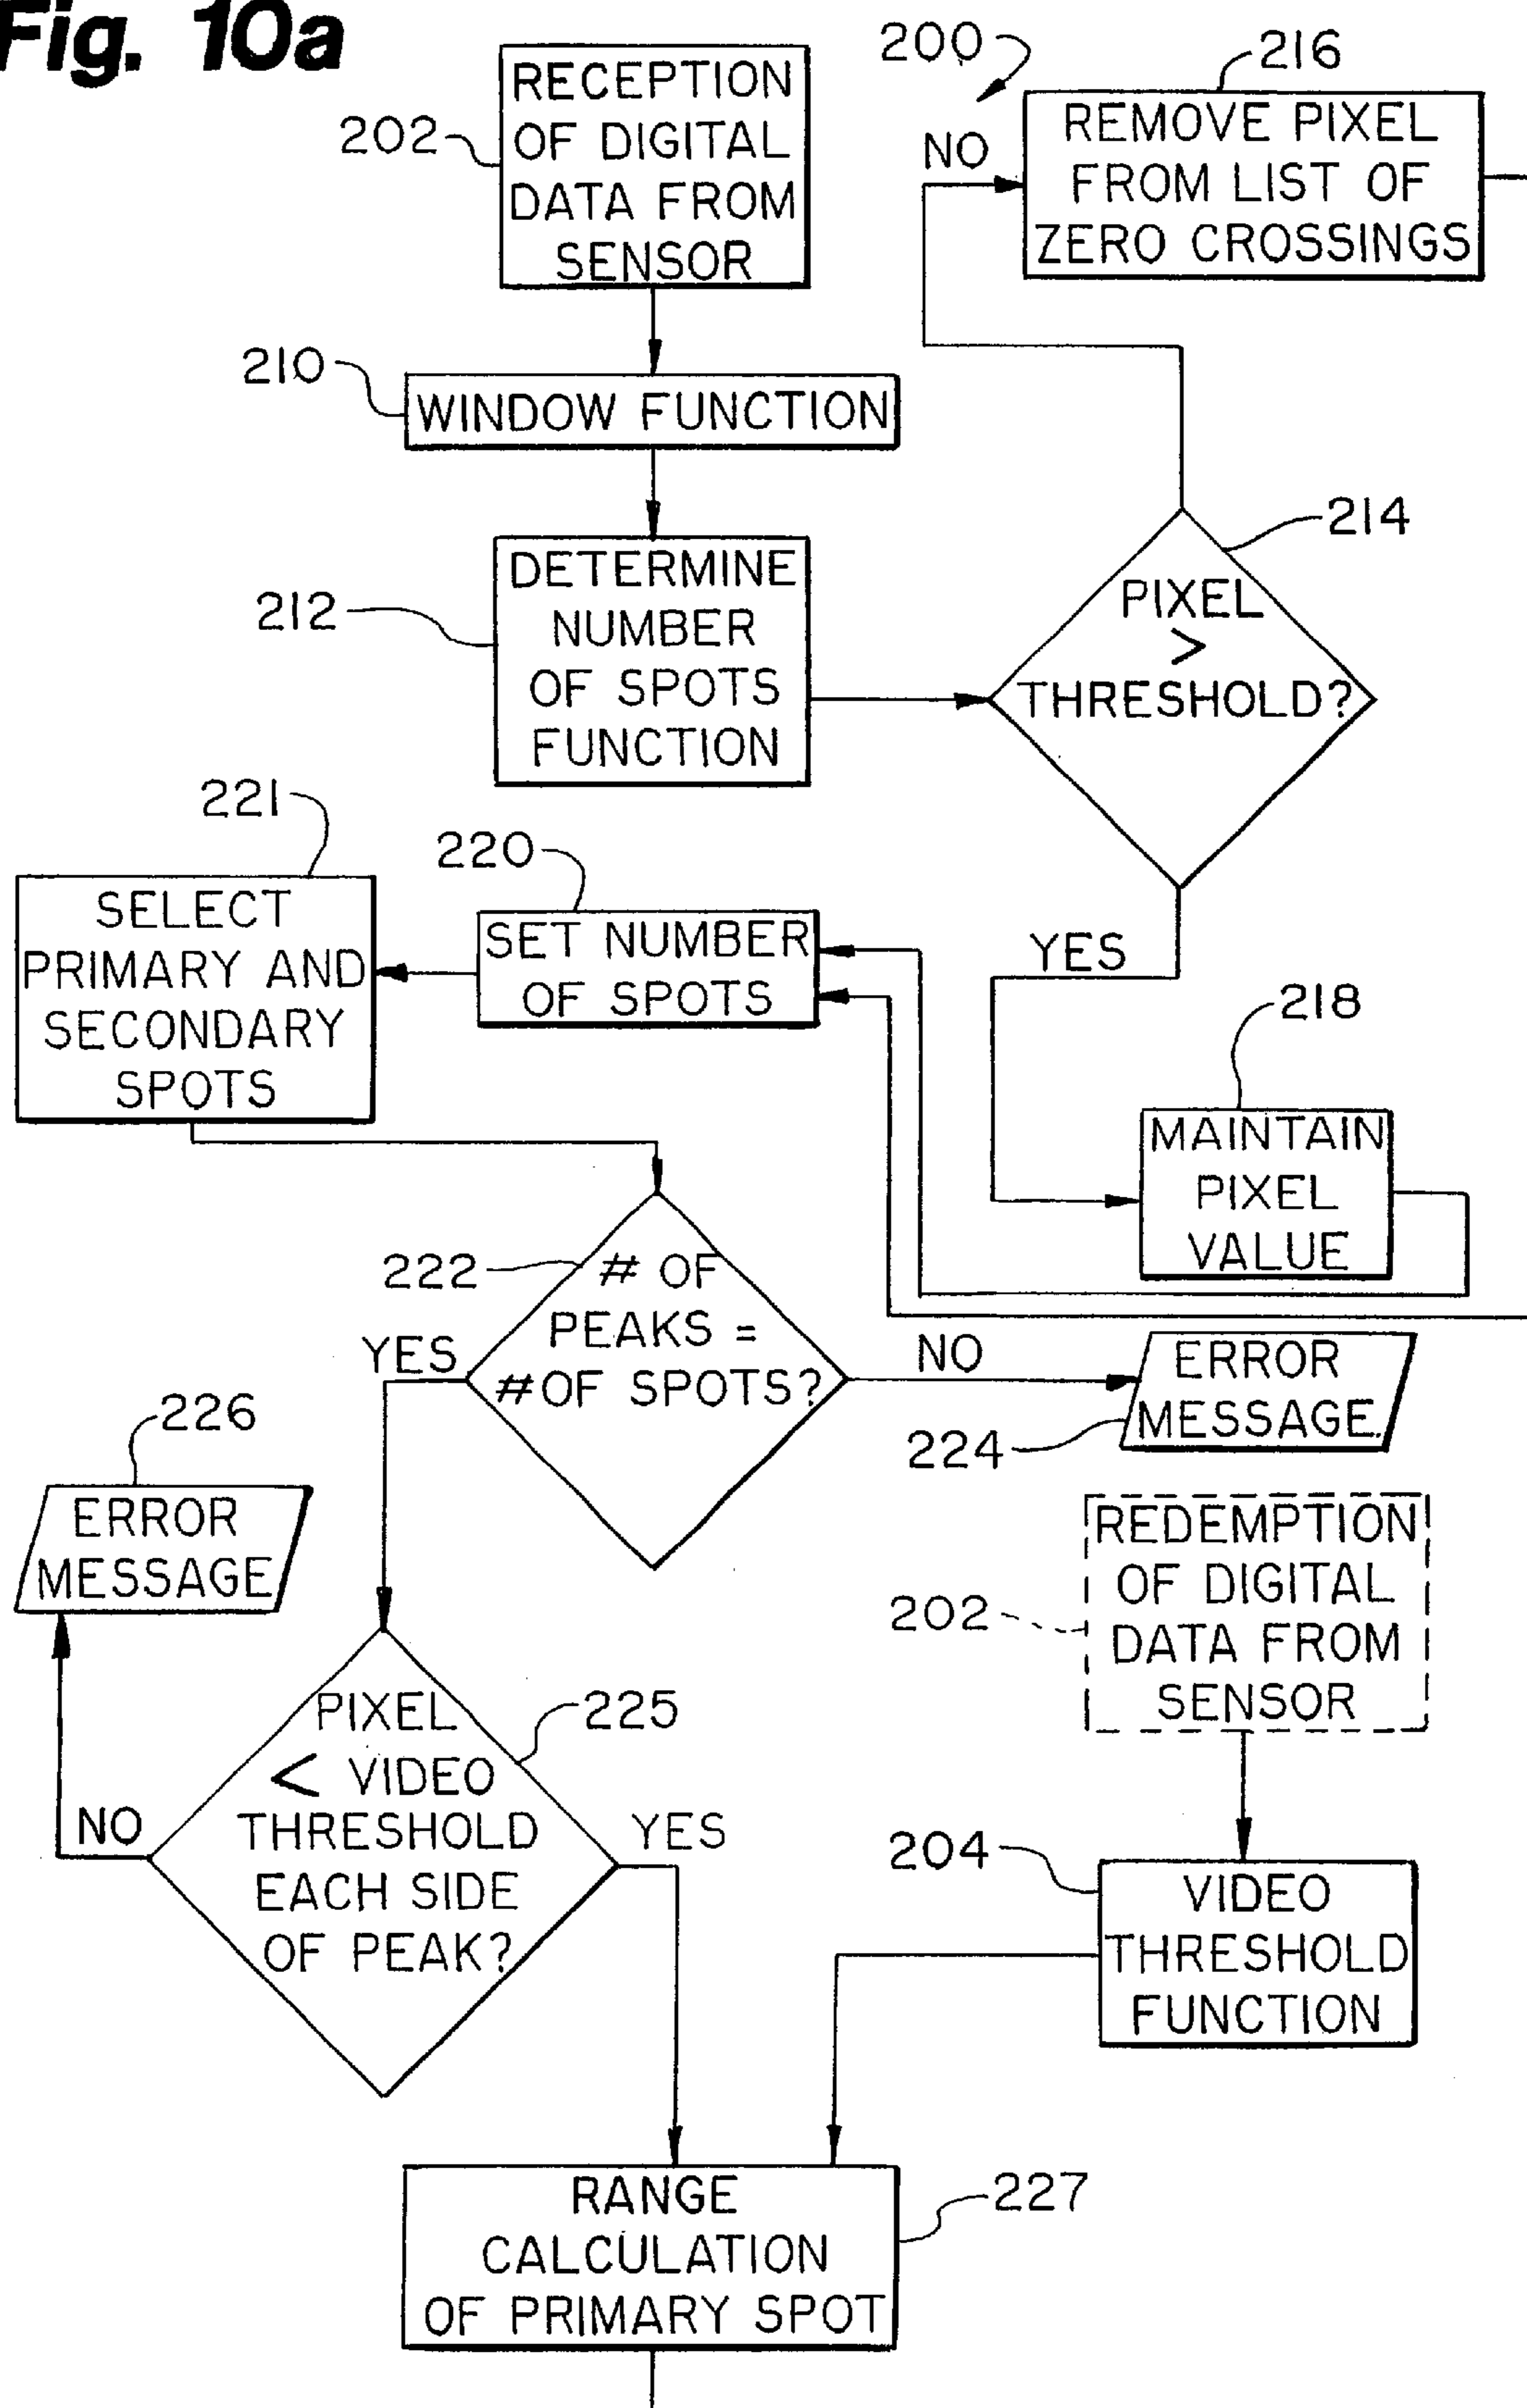 Fig. 10a
200
202
RECEPTION
OF DIGITAL
DATA FROM
SENSOR
216
REMOVE PIXEL
FROM LIST OF
ZERO CROSSINGS
NO
210
WINDOW FUNCTION
212
DETERMINE
NUMBER
OF SPOTS
FUNCTION
214
PIXEL
>
THRESHOLD?
YES
221
SELECT
PRIMARY AND
SECONDARY
SPOTS
220
SET NUMBER
OF SPOTS
218
MAINTAIN
PIXEL
VALUE
222
# OF
PEAKS =
#OF SPOTS?
YES
NO
ERROR
MESSAGE
224
226
ERROR
MESSAGE
REDEMPTION
OF DIGITAL
DATA FROM
SENSOR
202
225
PIXEL
< VIDEO
THRESHOLD
EACH SIDE
OF PEAK?
NO
YES
204
VIDEO
THRESHOLD
FUNCTION
227
RANGE
CALCULATION
OF PRIMARY SPOT